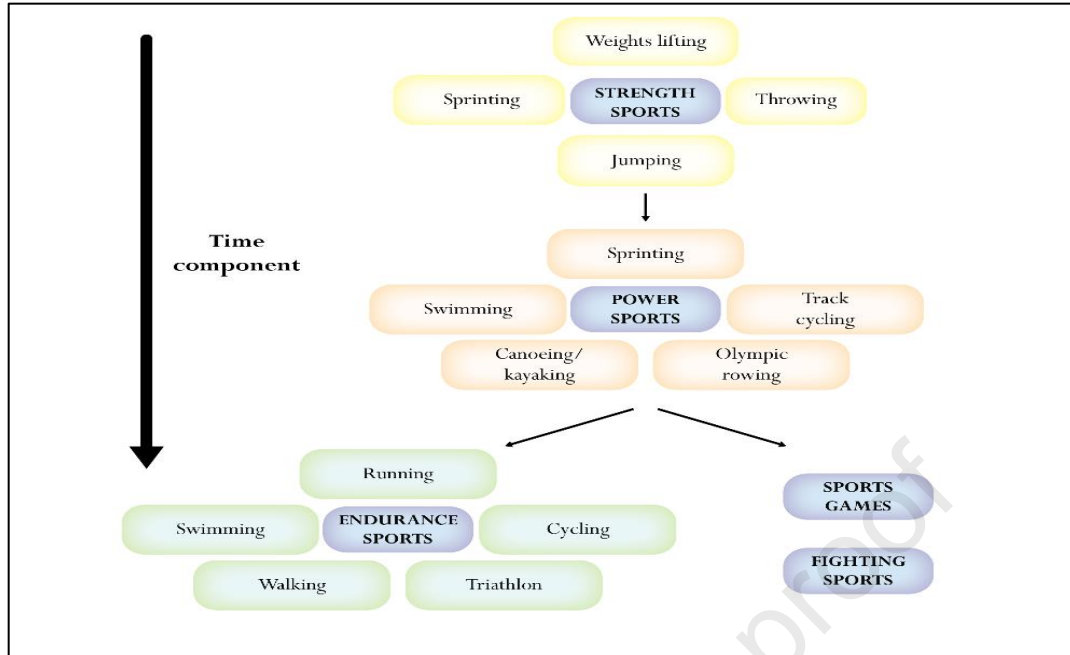 Weights lifting
Sprinting
STRENGTH
SPORTS
Throwing
Jumping
Time
component
Sprinting
Swimming
POWER
SPORTS
Track
cycling
Canoeing/
kayaking
Olympic
rowing
Running
Swimming
ENDURANCE
SPORTS
Cycling
Walking
Triathlon
SPORTS
GAMES
FIGHTING
SPORTS
proof